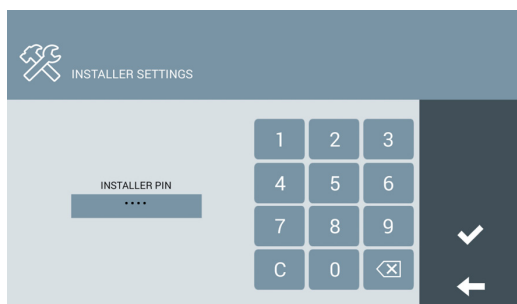 INSTALLER SETTINGS
INSTALLER PIN
••••
1 2 3
4 5 6
7 8 9
C 0